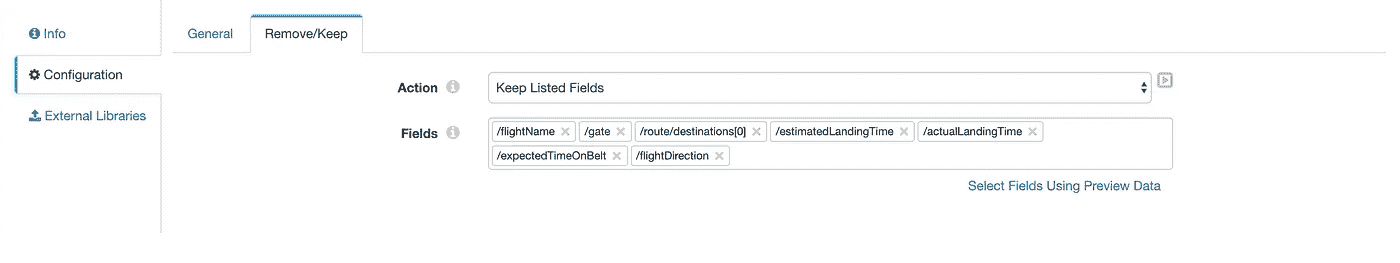 Info
General
Remove/Keep
Configuration
Action
Keep Listed Fields
External Libraries
Fields
/flightName
/gate
/route/destinations[0]
/estimatedLandingTime
/actualLandingTime
/expectedTimeOnBelt
/flightDirection
Select Fields Using Preview Data